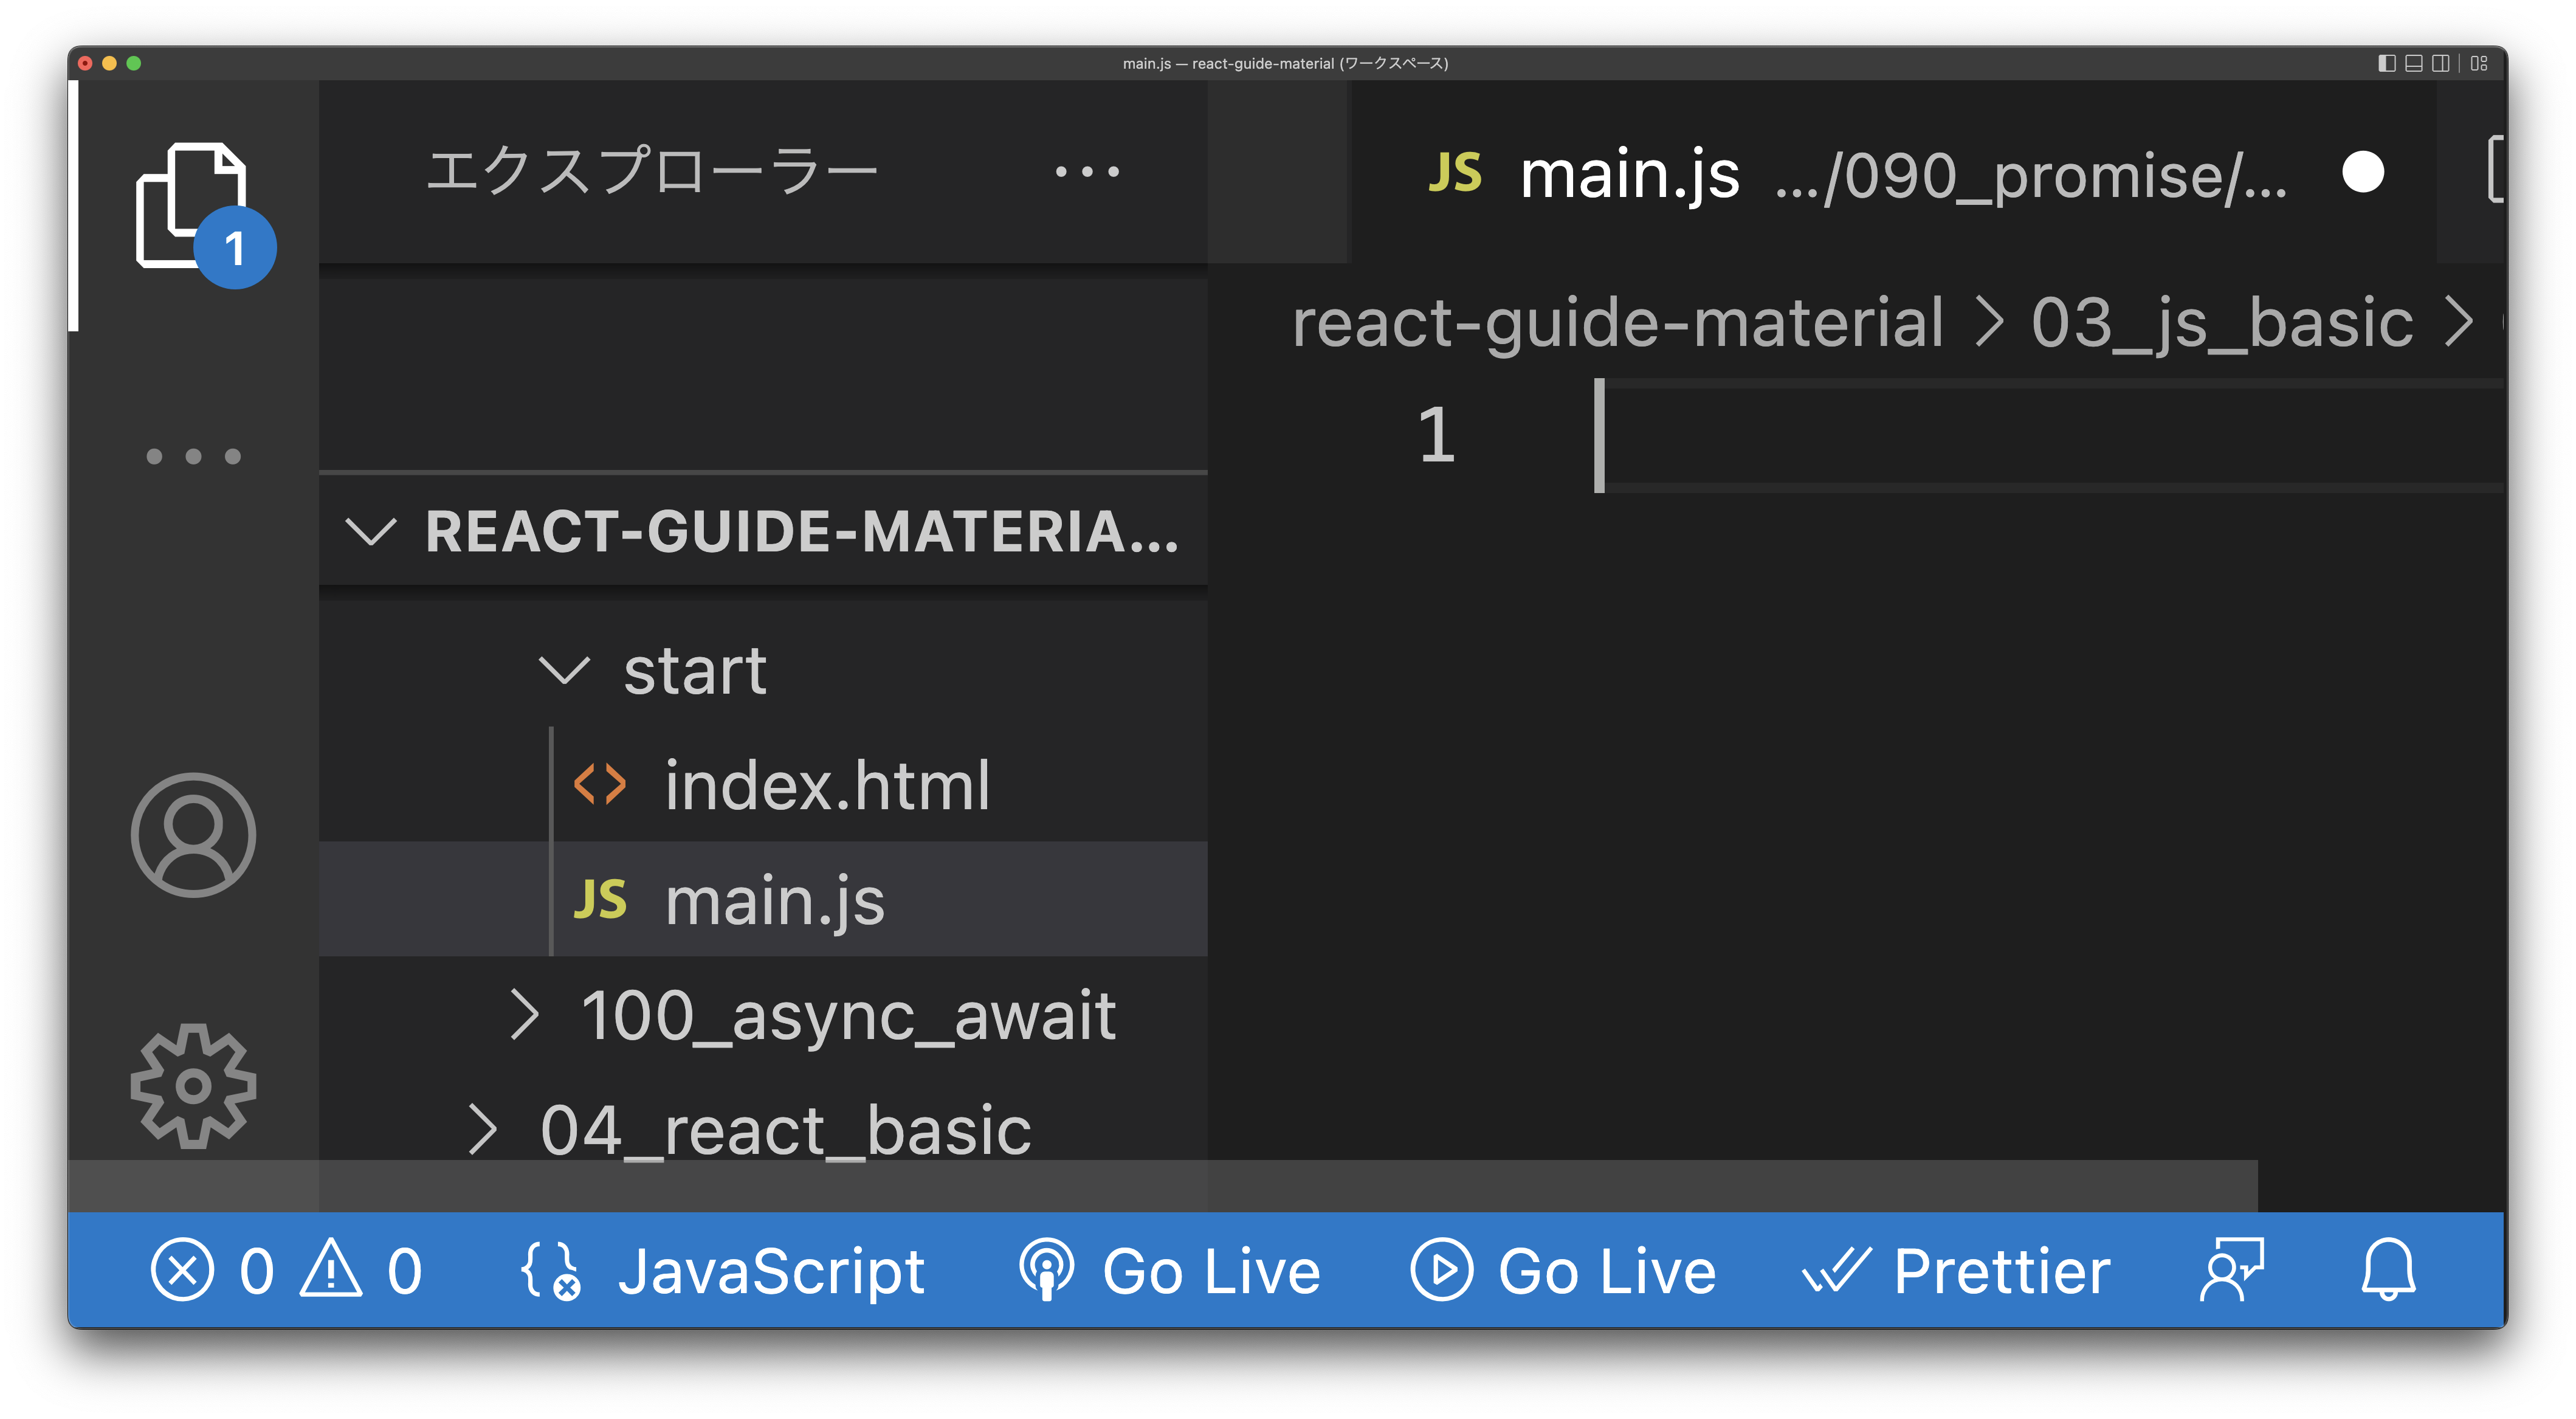 main.js — react-guide-material (ワークスペース)
エクスプローラー ...
JS main.js .../090_promise/...
1
react-guide-material > 03_js_basic >
1
REACT-GUIDE-MATERIA...
start
<> index.html
JS main.js
100_async_await
04_react_basic
0 0 JavaScript Go Live Go Live Prettier